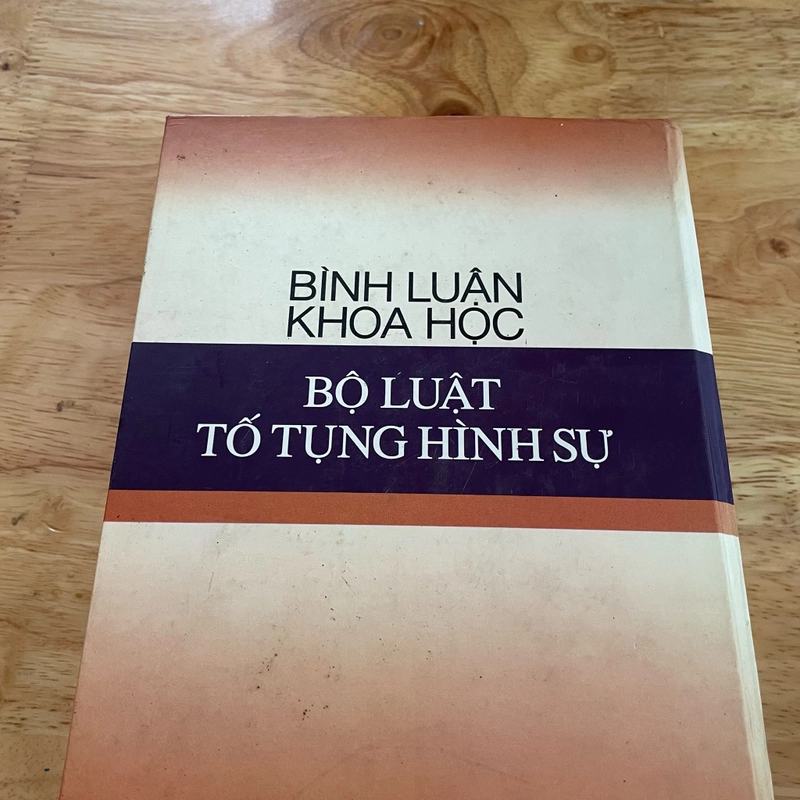 BÌNH LUẬN
KHOA HỌC
BỘ LUẬT
TỐ TỤNG HÌNH SỰ